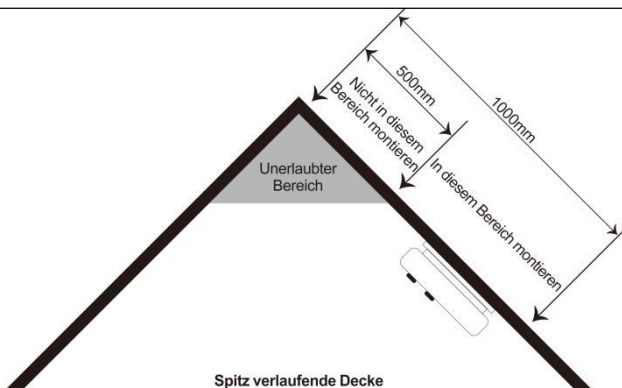 500mm
1000mm
Nicht in diesem
Bereich montieren
In diesem Bereich montieren
Unerlaubter
Bereich
Spitz verlaufende Decke